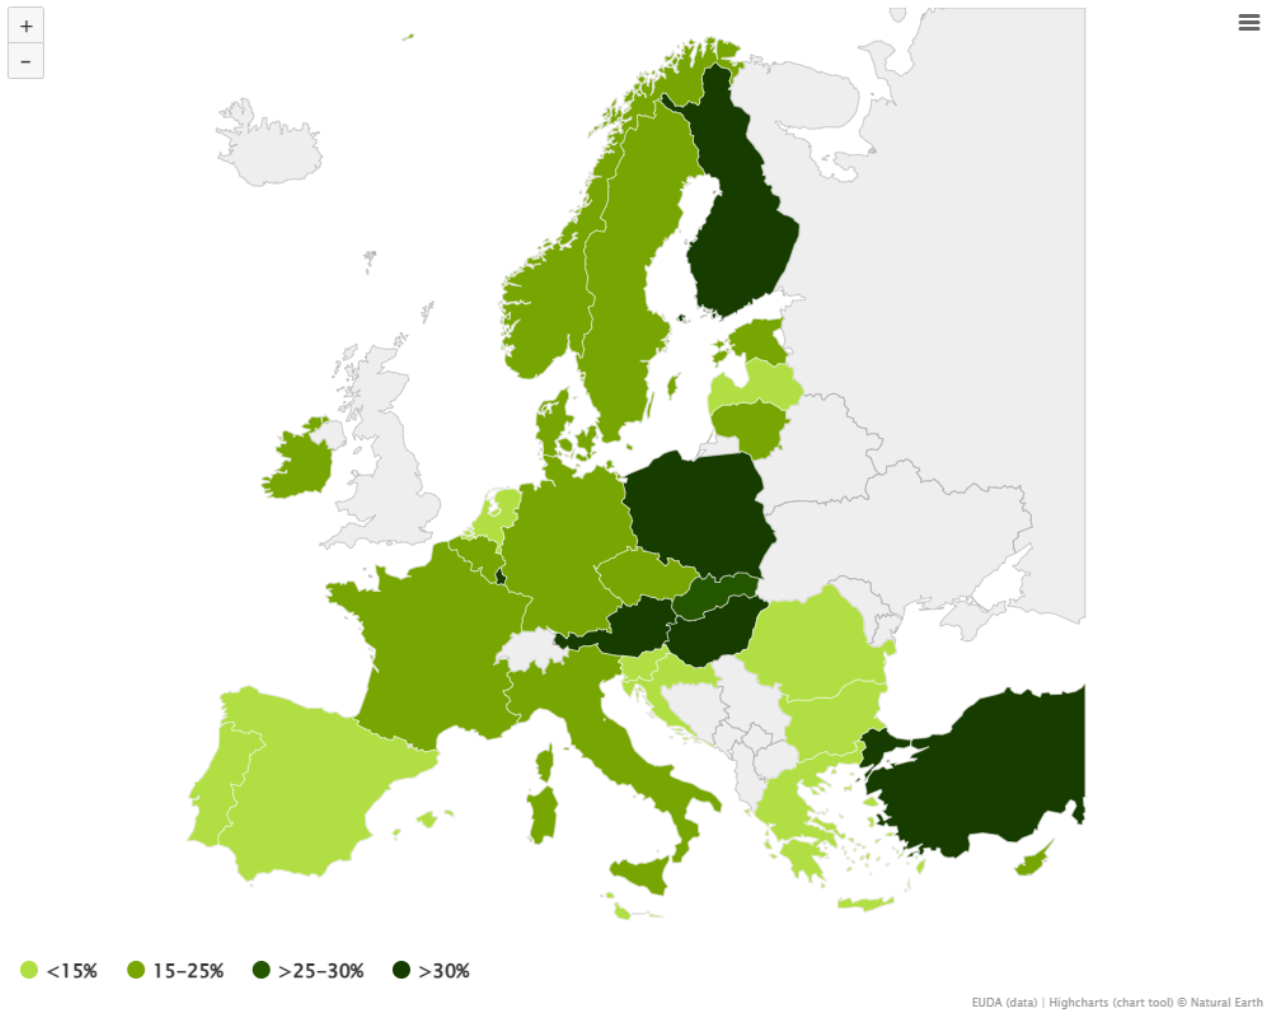 +
−
<15% 15–25% >25–30% >30%
EUDA (data) | Highcharts (chart tool) © Natural Earth